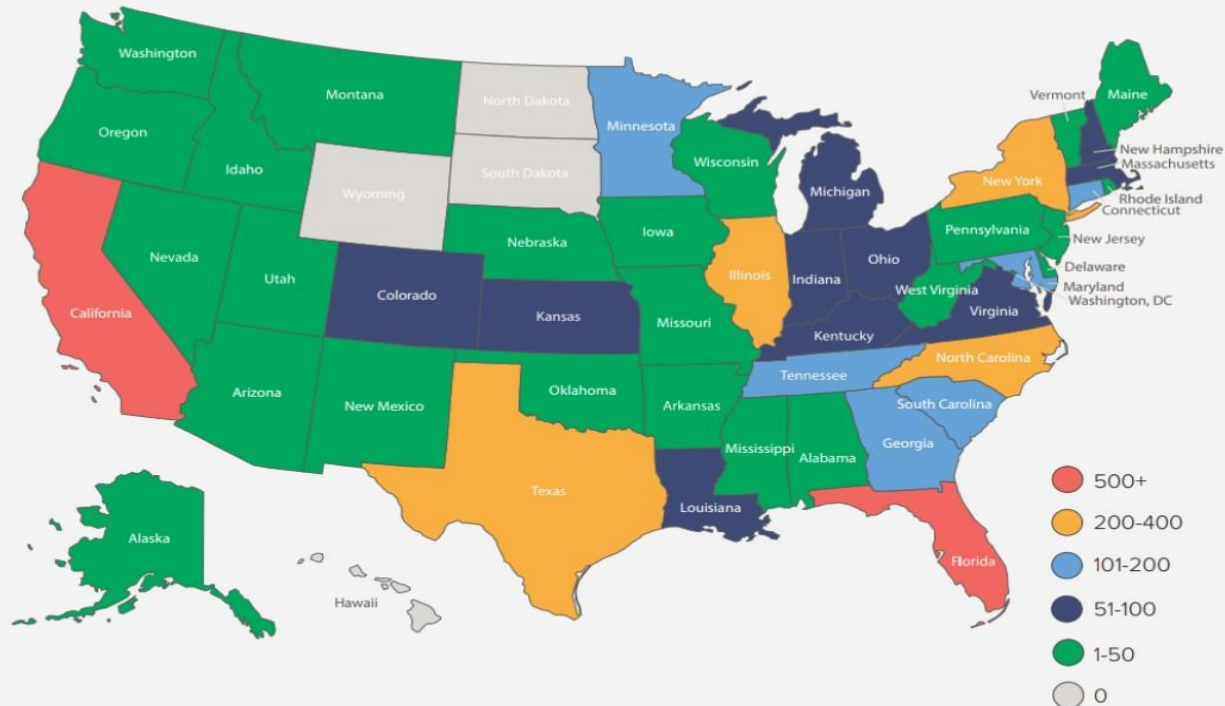 Washington
Montana
North Dakota
Minnesota
Vermont
Maine
Oregon
Idaho
Wyoming
South Dakota
Wisconsin
Michigan
New York
New Hampshire
Massachusetts
Rhode Island
Connecticut
Nevada
Utah
Colorado
Nebraska
Iowa
Illinois
Indiana
Ohio
Pennsylvania
New Jersey
Delaware
Maryland
Washington, DC
California
Kansas
Missouri
Kentucky
West Virginia
Virginia
Arizona
New Mexico
Oklahoma
Arkansas
Tennessee
North Carolina
South Carolina
Texas
Louisiana
Mississippi
Alabama
Georgia
Florida
Alaska
Hawaii
500+
200-400
101-200
51-100
1-50
0